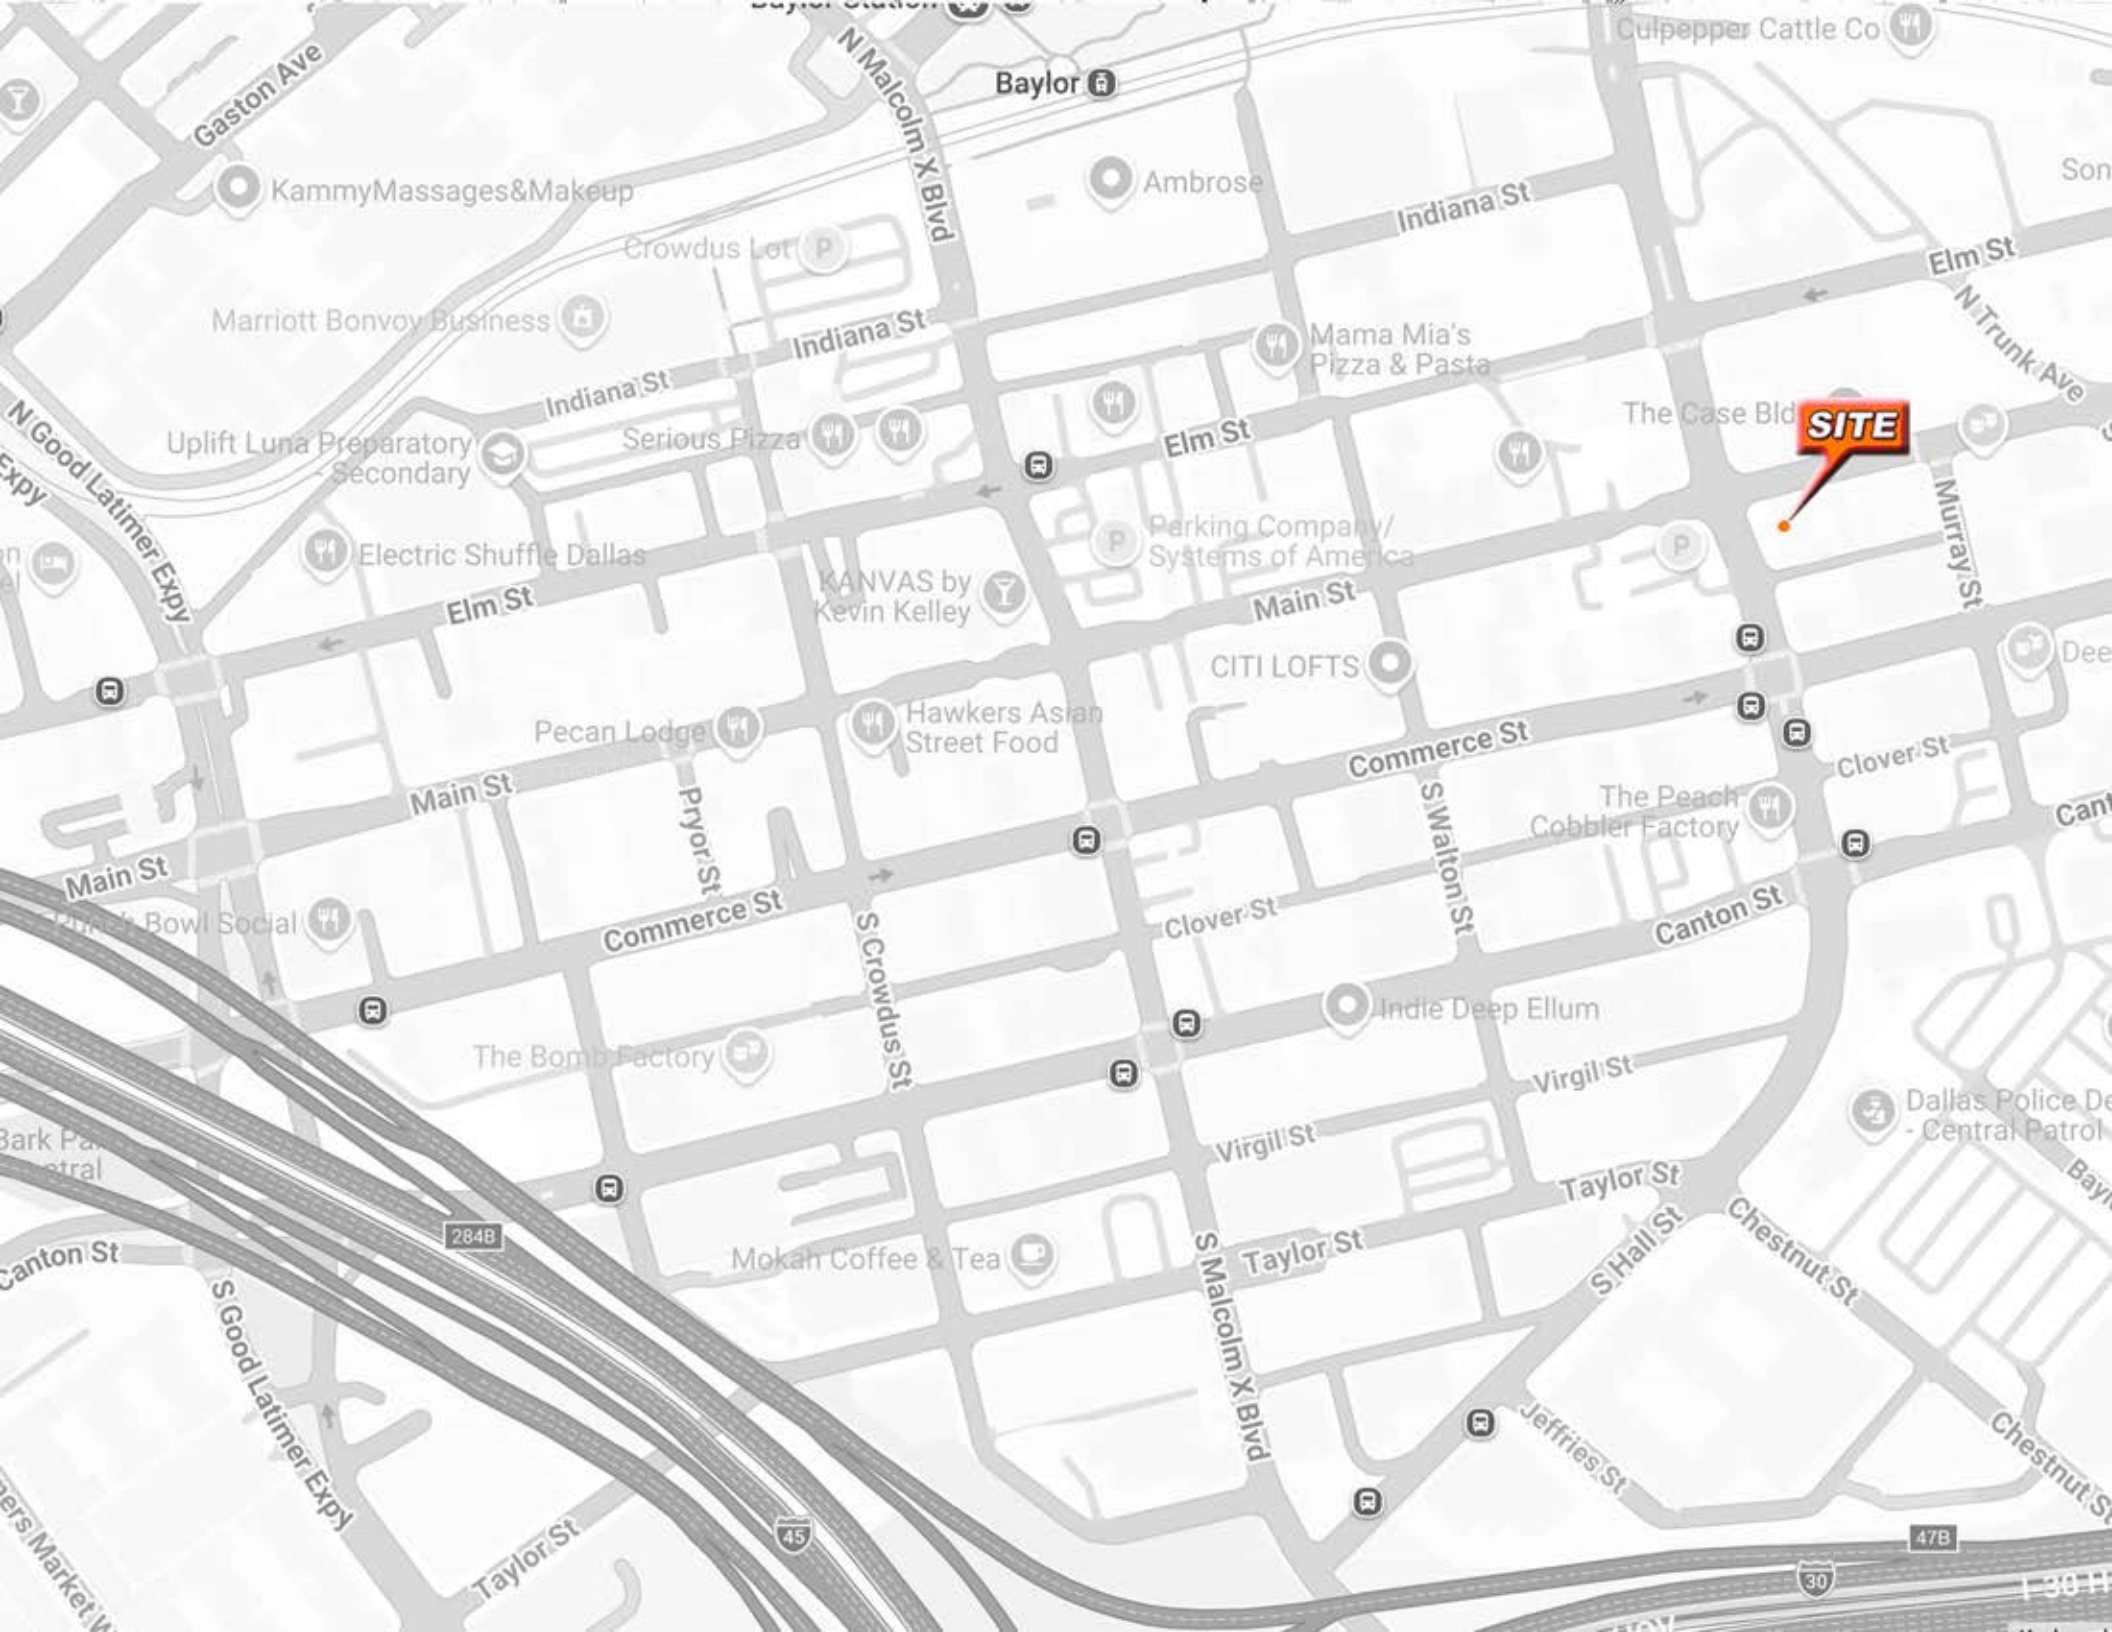 Culpepper Cattle Co
Gaston Ave
N Malcolm X Blvd
Baylor
KammyMassages&Makeup
Ambrose
Indiana St
Son
Crowdus Lot
P
Elm St
Marriott Bonvoy Business
Indiana St
Mama Mia's
Pizza & Pasta
N Trunk Ave
Indiana St
N Good Latimer Expy
Expy
The Case Bld
SITE
Uplift Luna Preparatory
Secondary
Serious Pizza
Elm St
Murray St
Electric Shuffle Dallas
P
Parking Company/
Systems of America
P
KANVAS by
Kevin Kelley
Elm St
Main St
CITI LOFTS
Dee
Pecan Lodge
Hawkers Asian
Street Food
Commerce St
Clover St
Main St
Pryor St
S Walton St
The Peach
Cobbler Factory
Cant
Main St
Punch Bowl Social
Commerce St
Clover St
Canton St
S Crowdus St
Indie Deep Ellum
The Bomb Factory
Virgil St
Dallas Police De
- Central Patrol
Virgil St
Taylor St
284B
Canton St
Mokah Coffee & Tea
Taylor St
S Malcolm X Blvd
S Hall St
Chestnut St
S Good Latimer Expy
Jeffries St
Chestnut St
45
Taylor St
47B
30
I-30 H